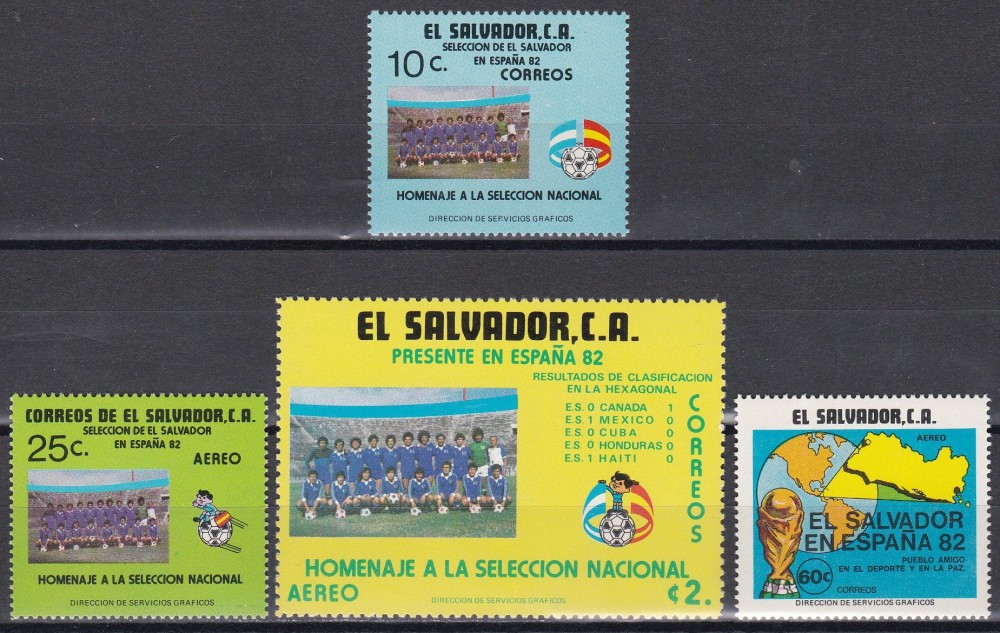 EL SALVADOR, C.A.
SELECCION DE EL SALVADOR
EN ESPAÑA 82
10 C.
CORREOS
HOMENAJE A LA SELECCION NACIONAL
DIRECCION DE SERVICIOS GRAFICOS
CORREOS DE EL SALVADOR, C.A.
SELECCION DE EL SALVADOR
EN ESPAÑA 82
25c.
AEREO
HOMENAJE A LA SELECCION NACIONAL
DIRECCION DE SERVICIOS GRAFICOS
EL SALVADOR, C.A.
PRESENTE EN ESPAÑA 82
RESULTADOS DE CLASIFICACION
EN LA HEXAGONAL
E.S. 0 CANADA 1
E.S. 1 MEXICO 0
E.S. 0 CUBA 0
E.S. 0 HONDURAS 0
E.S. 1 HAITI 0
CORREOS
HOMENAJE A LA SELECCION NACIONAL
AEREO
¢2.
DIRECCION DE SERVICIOS GRAFICOS
EL SALVADOR, C.A.
AEREO
EL SALVADOR
EN ESPAÑA 82
PUEBLO AMIGO
EN EL DEPORTE Y EN LA PAZ.
60c
CORREOS
DIRECCION DE SERVICIOS GRAFICOS